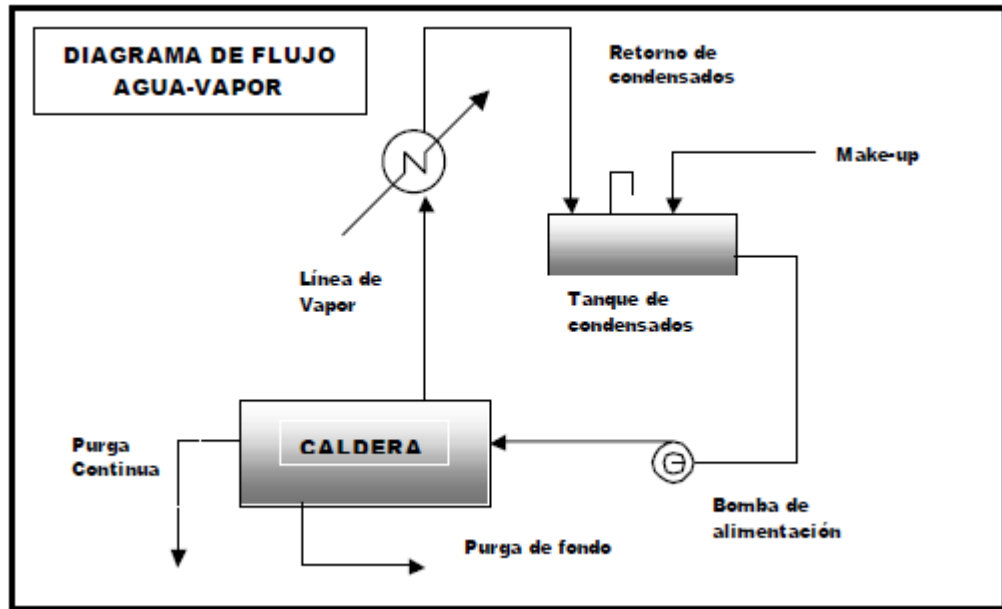 DIAGRAMA DE FLUJO
AGUA-VAPOR
Retorno de
condensados
Make-up
Línea de
Vapor
Tanque de
condensados
CALDERA
Purga
Continua
Bomba de
alimentación
Purga de fondo